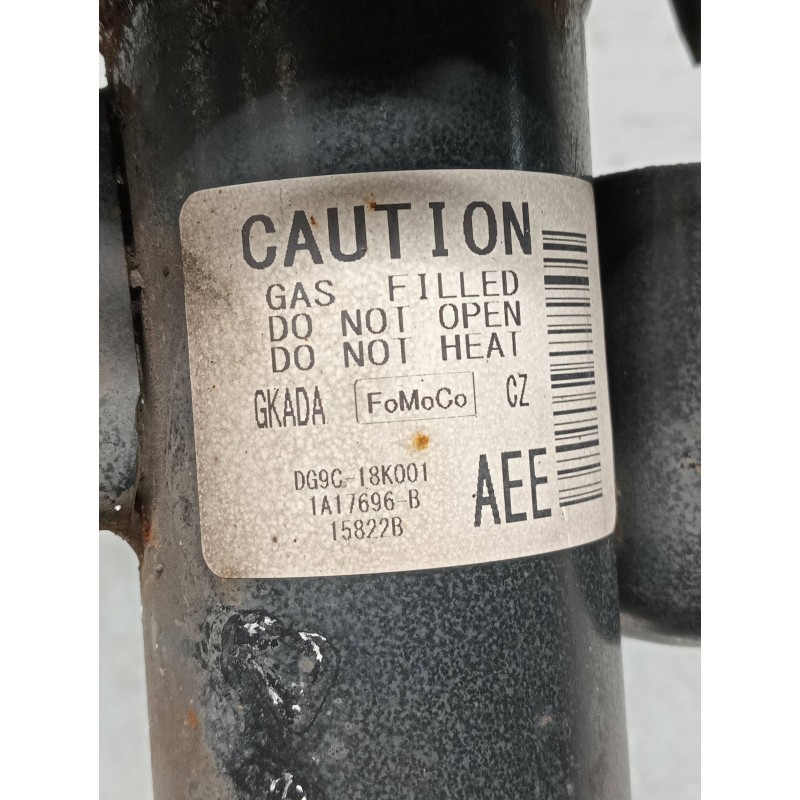 CAUTION
GAS FILLED
DO NOT OPEN
DO NOT HEAT
GKADA FoMoCo CZ
DG9C-18K001
1A17696-B AEE
15822B